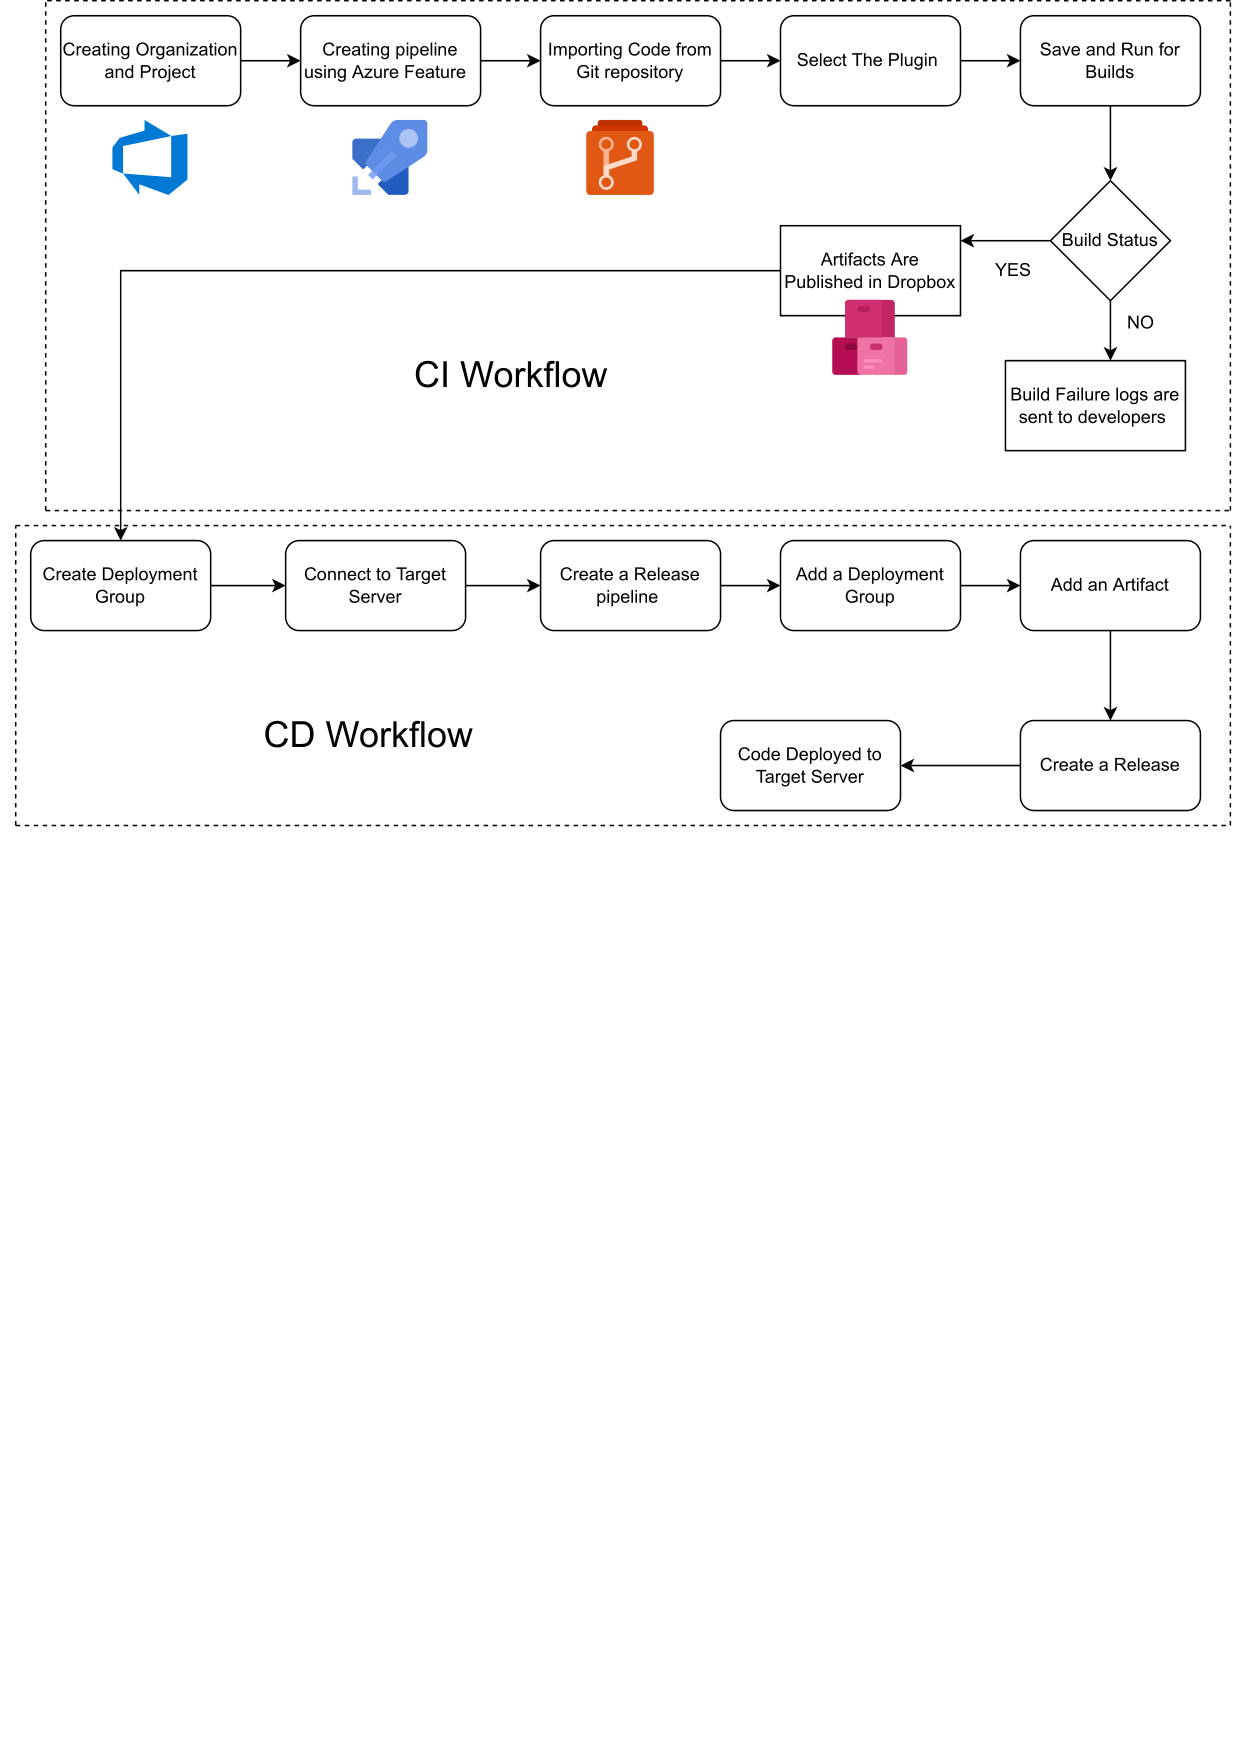 Creating Organization
and Project
Creating pipeline
using Azure Feature
Importing Code from
Git repository
Select The Plugin
Save and Run for
Builds
Build Status
YES
Artifacts Are
Published in Dropbox
NO
Build Failure logs are
sent to developers
CI Workflow
Create Deployment
Group
Connect to Target
Server
Create a Release
pipeline
Add a Deployment
Group
Add an Artifact
Create a Release
Code Deployed to
Target Server
CD Workflow